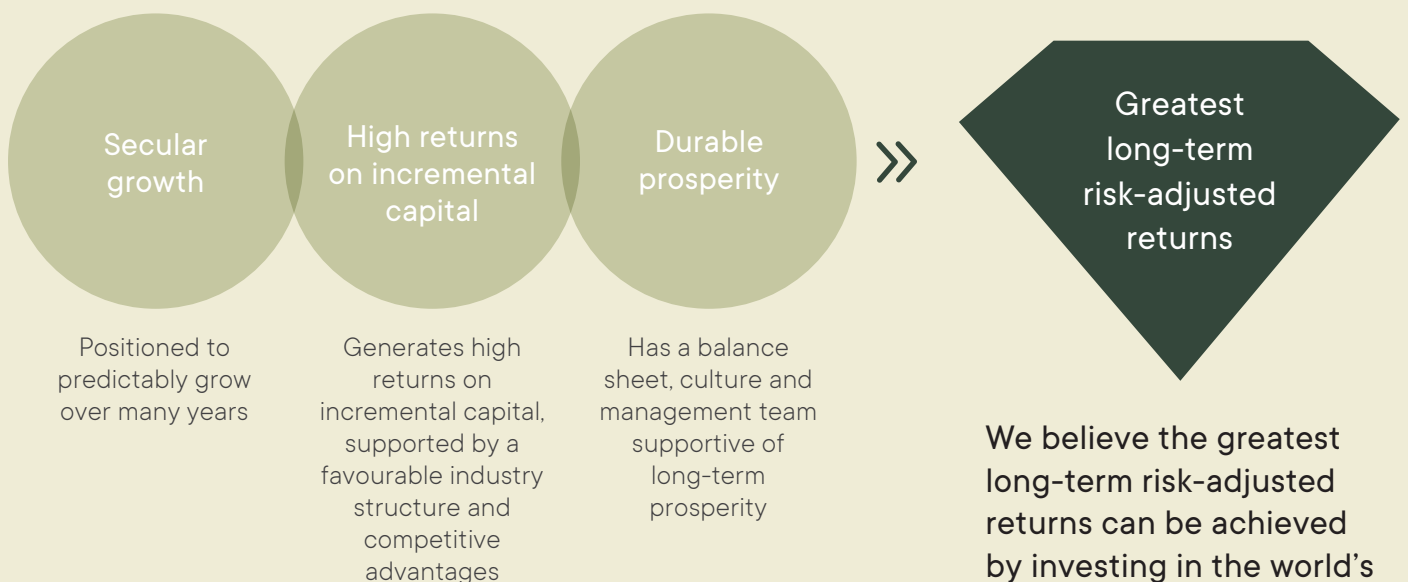 Secular
growth
High returns
on incremental
capital
Durable
prosperity
Greatest
long-term
risk-adjusted
returns
Positioned to
predictably grow
over many years
Generates high
returns on
incremental capital,
supported by a
favourable industry
structure and
competitive
advantages
Has a balance
sheet, culture and
management team
supportive of
long-term
prosperity
We believe the greatest
long-term risk-adjusted
returns can be achieved
by investing in the world’s